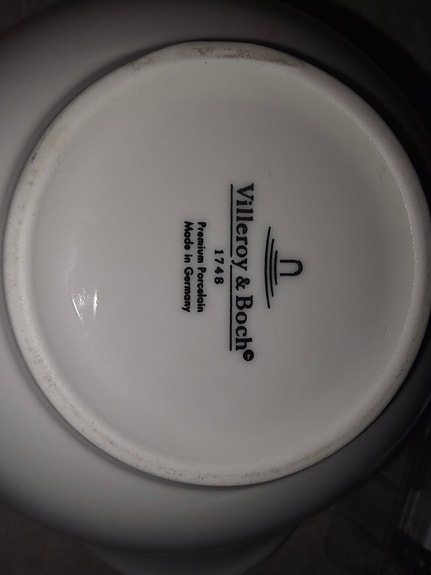 Villeroy & Boch©
1748
Premium Porcelain
Made in Germany